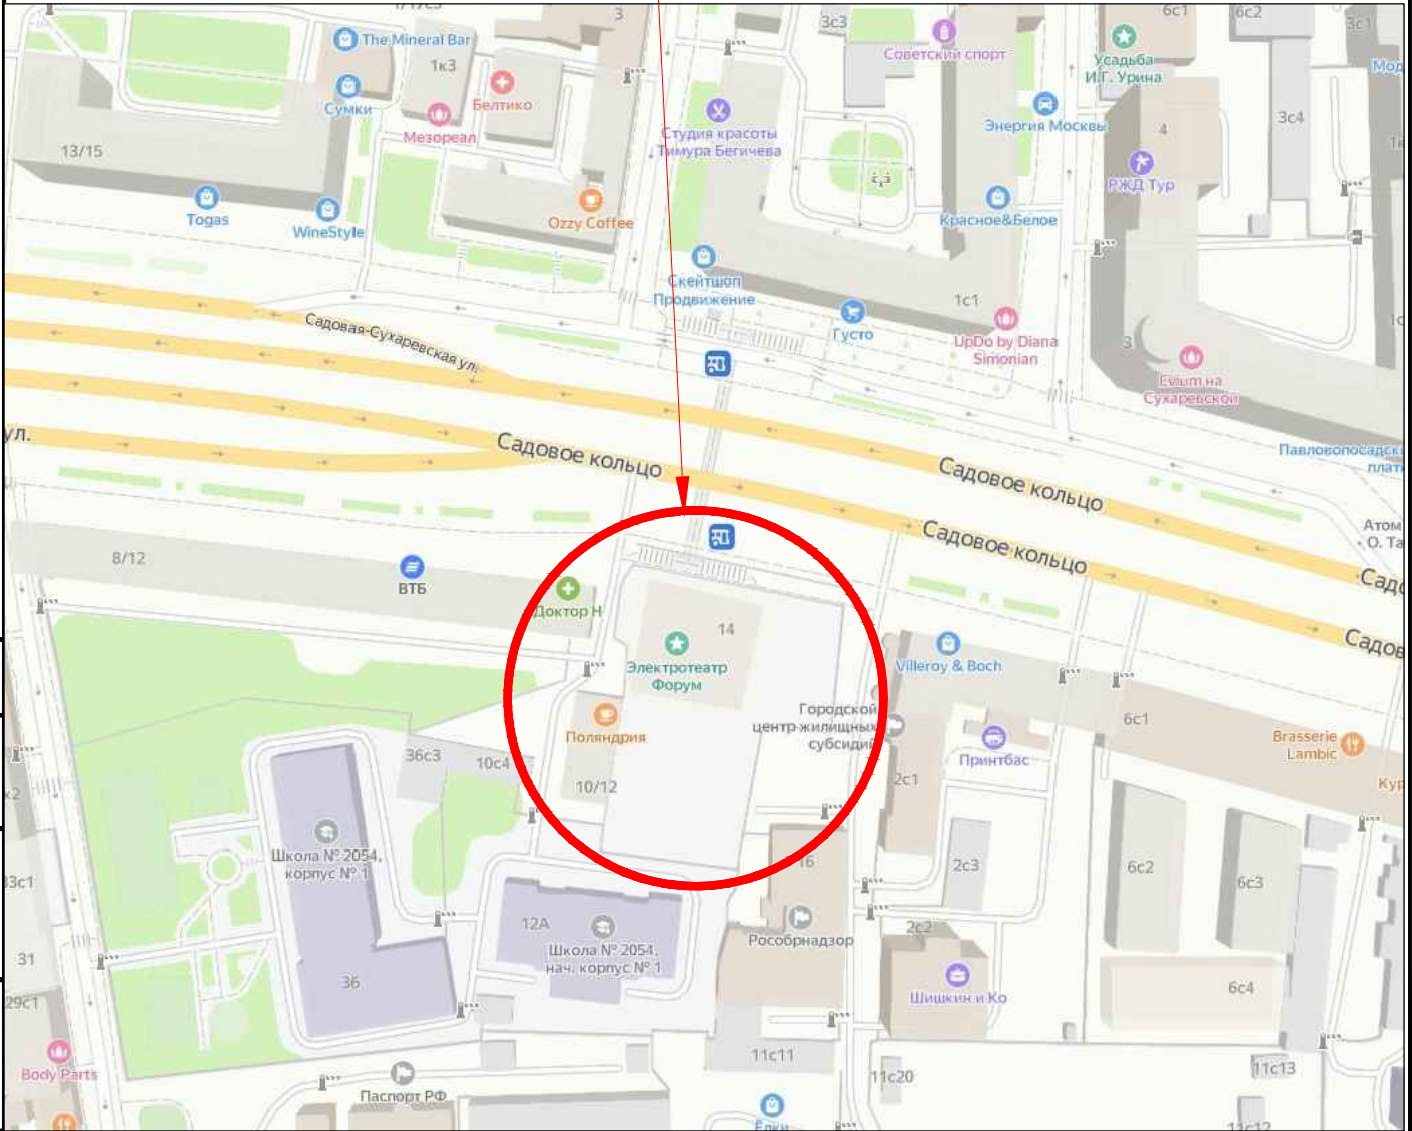 3
3с3
6с1
6с2
3с1
The Mineral Bar
1к3
Советский спорт
Усадьба
И.Г. Урина
Сумки
Белтико
Мезореал
Студия красоты
Тимура Бегичева
Энергия Москвы
4
3с4
13/15
РЖД Тур
Togas
WineStyle
Ozzy Coffee
Красное&Белое
Скейтшоп
Продвижение
1с1
Садовая-Сухаревская ул.
Густо
UpDo by Diana
Simonian
3
Evium на
Сухаревской
ул.
Садовое кольцо
Садовое кольцо
Павловопосадск
плат
Садовое кольцо
Атом
О. Та
Садо
8/12
ВТБ
Доктор Н
14
Электротеатр
Форум
Villeroy & Boch
Садов
Поляндрия
Городской
центр жилищных
субсидий
6с1
Brasserie
Lambic
36с3
10с4
Принтбас
10/12
2с1
Кур
Школа № 2054,
корпус № 1
16
2с3
6с2
6с3
12А
Школа № 2054,
нач. корпус № 1
Рособрнадзор
2с2
31
36
Шишкин и Ко
6с4
29с1
Body Parts
Паспорт РФ
11с11
11с20
11с13
Ёлки
11с12